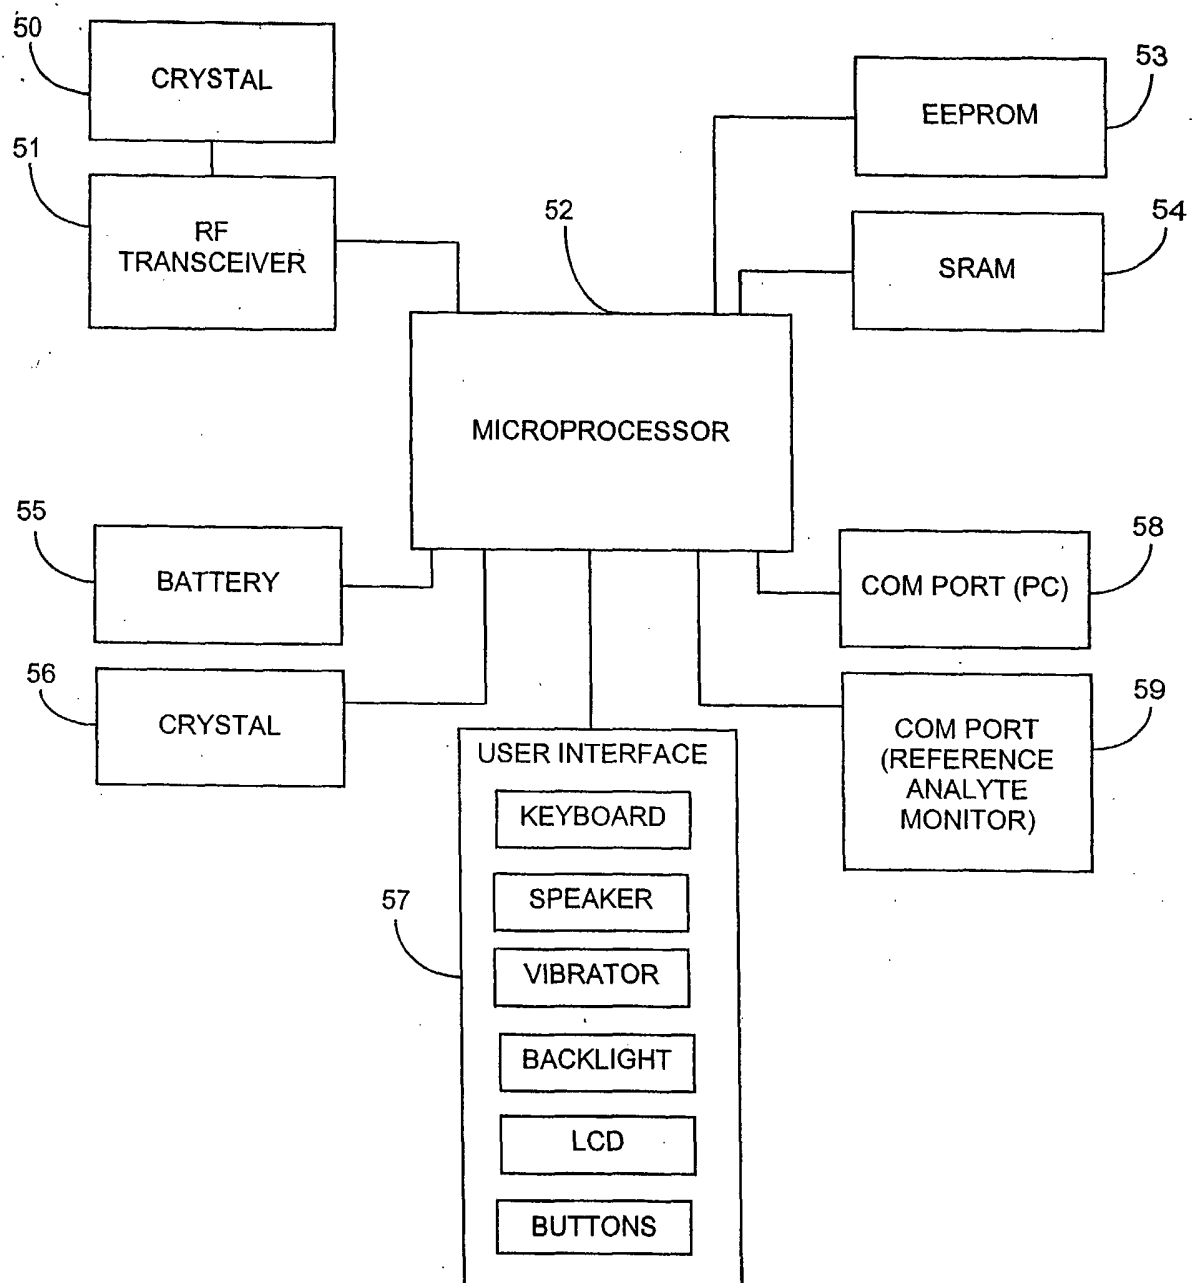 50
CRYSTAL
51
RF
TRANSCEIVER
52
53
EEPROM
54
SRAM
MICROPROCESSOR
55
BATTERY
56
CRYSTAL
58
COM PORT (PC)
59
COM PORT
(REFERENCE
ANALYTE
MONITOR)
57
USER INTERFACE
KEYBOARD
SPEAKER
VIBRATOR
BACKLIGHT
LCD
BUTTONS